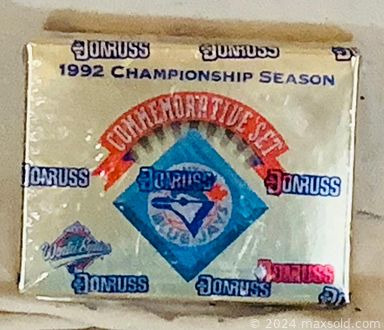 DONRUSS DONRUSS D
1992 CHAMPIONSHIP SEASON
COMMEMORATIVE SET
DONRUSS DONRUSS DONRUSS
BLUE JAYS
World Series
DONRUSS
DONRUSS DONRUSS D
© 2024 maxsold.com